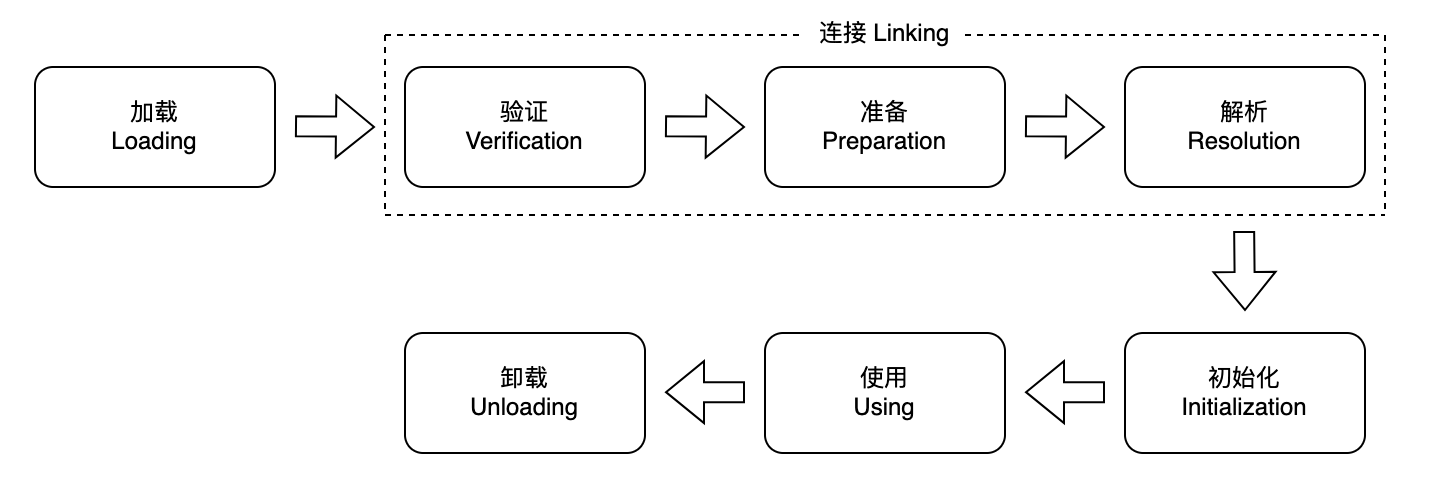 连接 Linking
加载
Loading
验证
Verification
准备
Preparation
解析
Resolution
初始化
Initialization
使用
Using
卸载
Unloading